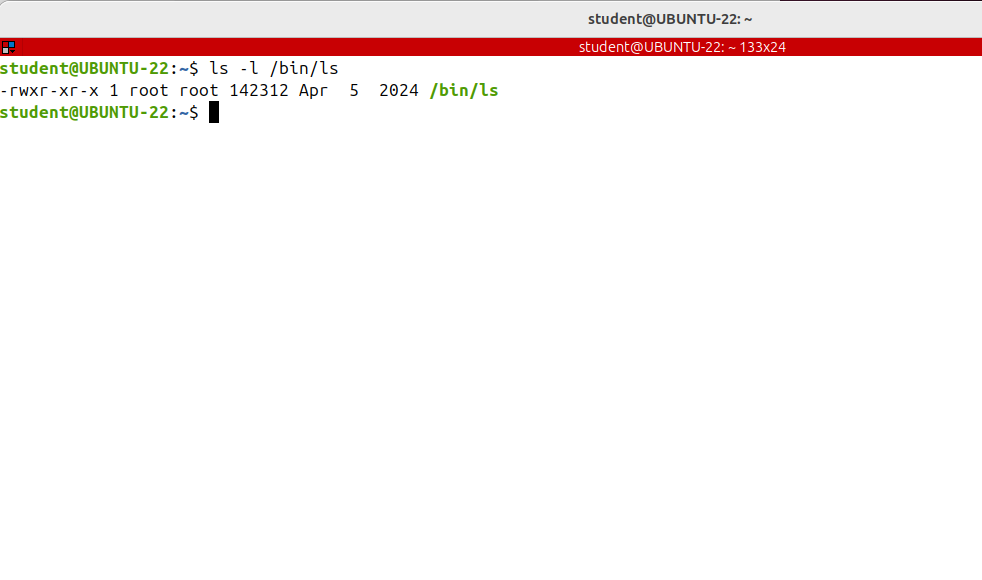 student@UBUNTU-22: ~
student@UBUNTU-22: ~ 133x24
student@UBUNTU-22:~$ ls -l /bin/ls
-rwxr-xr-x 1 root root 142312 Apr  5  2024 /bin/ls
student@UBUNTU-22:~$